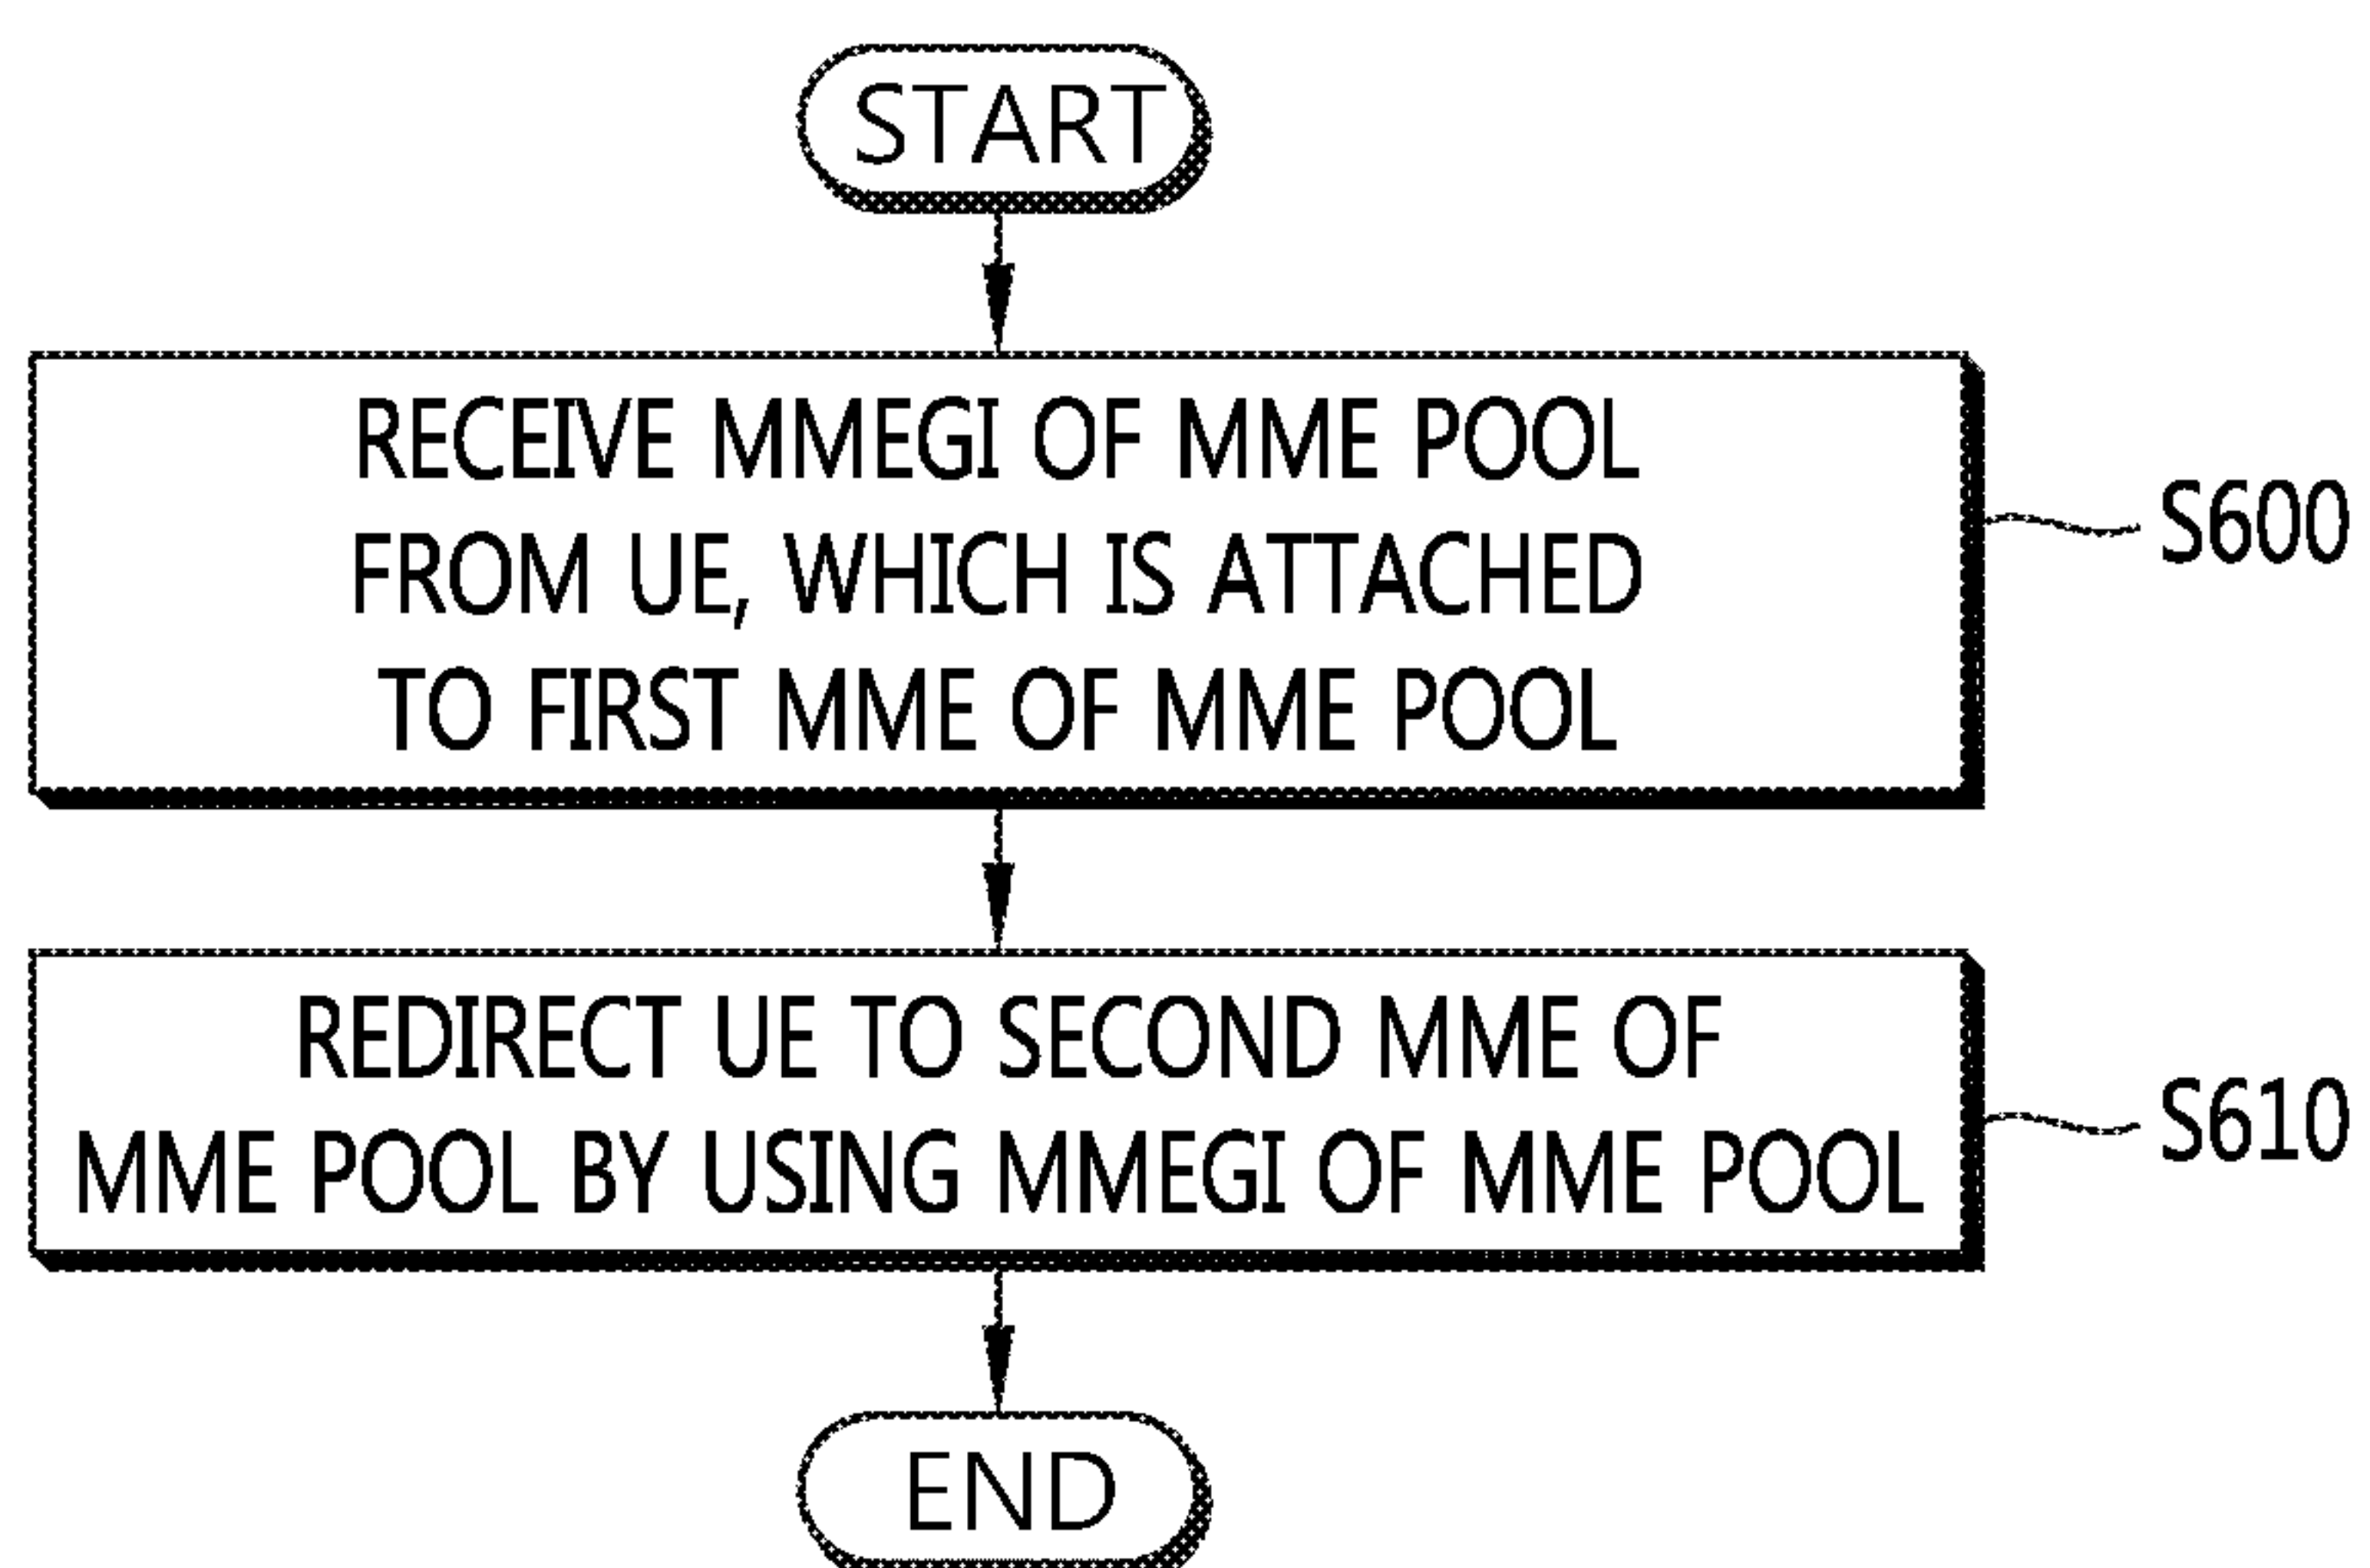 START
RECEIVE MMEGI OF MME POOL
FROM UE, WHICH IS ATTACHED
TO FIRST MME OF MME POOL
S600
REDIRECT UE TO SECOND MME OF
MME POOL BY USING MMEGI OF MME POOL
S610
END